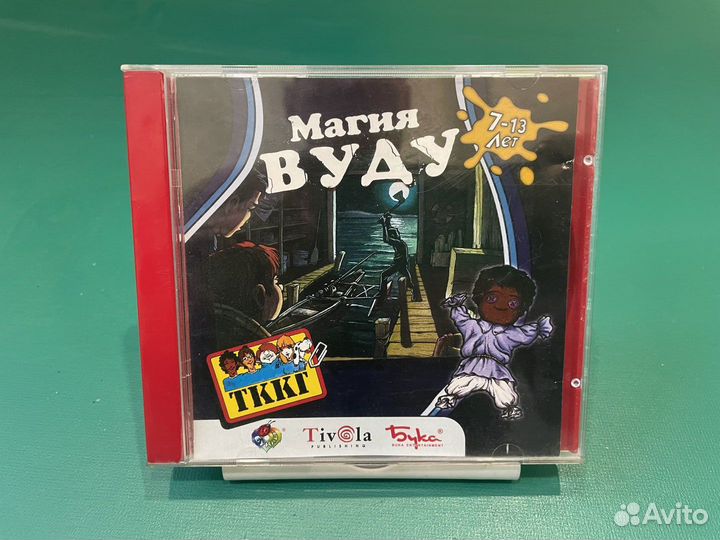 Магия
ВУДУ
7-13
Лет
ТККГ
Tivola
PUBLISHING
Бука®
BUKA ENTERTAINMENT
Avito